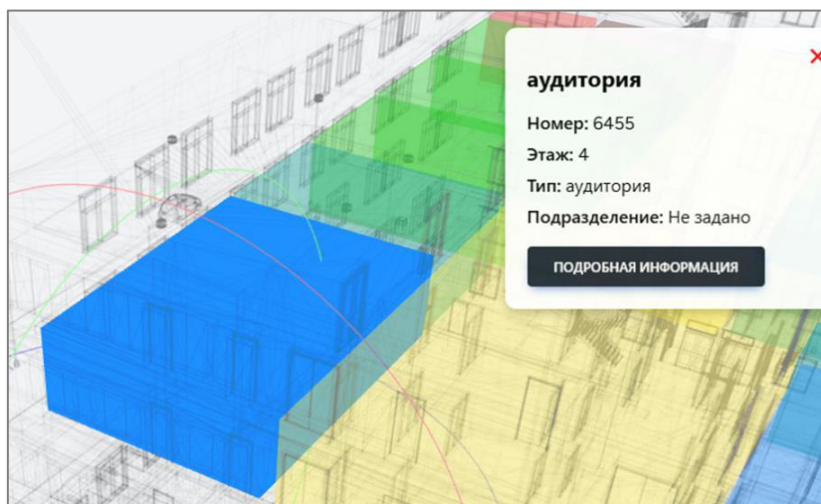 аудитория
Номер: 6455
Этаж: 4
Тип: аудитория
Подразделение: Не задано
ПОДРОБНАЯ ИНФОРМАЦИЯ